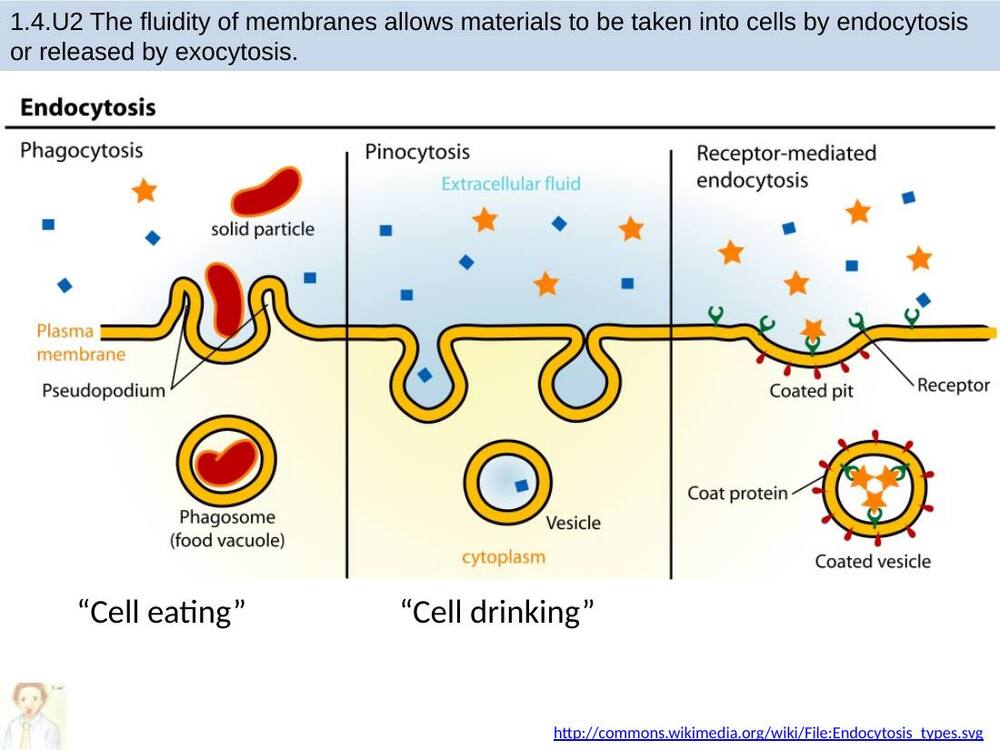 1.4.U2 The fluidity of membranes allows materials to be taken into cells by endocytosis
or released by exocytosis.
Endocytosis
Phagocytosis
solid particle
Plasma
membrane
Pseudopodium
Phagosome
(food vacuole)
Pinocytosis
Extracellular fluid
Vesicle
cytoplasm
Receptor-mediated
endocytosis
Coated pit
Receptor
Coat protein
Coated vesicle
“Cell eating”
“Cell drinking”
http://commons.wikimedia.org/wiki/File:Endocytosis_types.svg